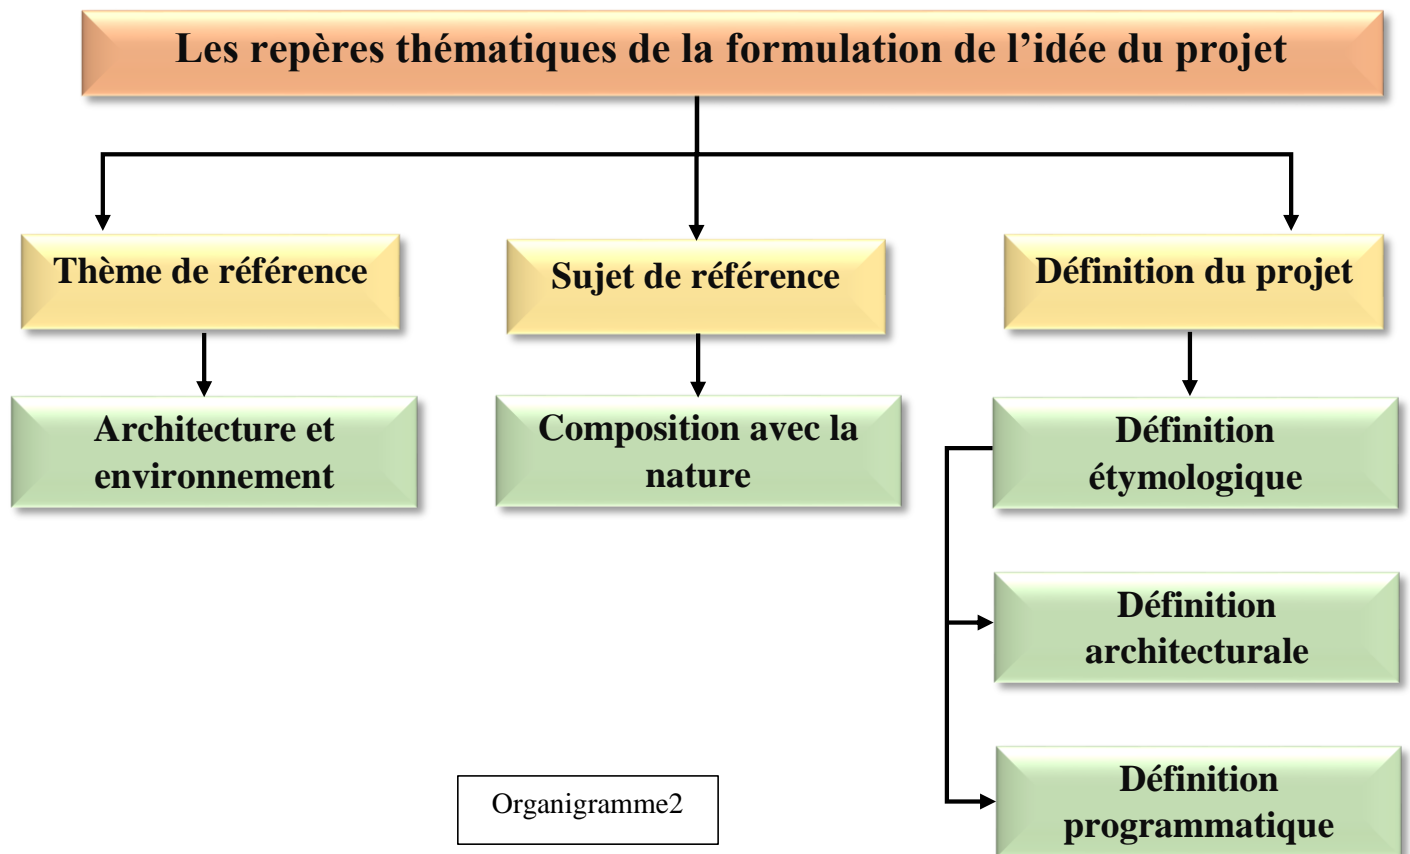 Les repères thématiques de la formulation de l’idée du projet
Thème de référence
Sujet de référence
Définition du projet
Architecture et
environnement
Composition avec la
nature
Définition
étymologique
Définition
architecturale
Définition
programmatique
Organigramme2